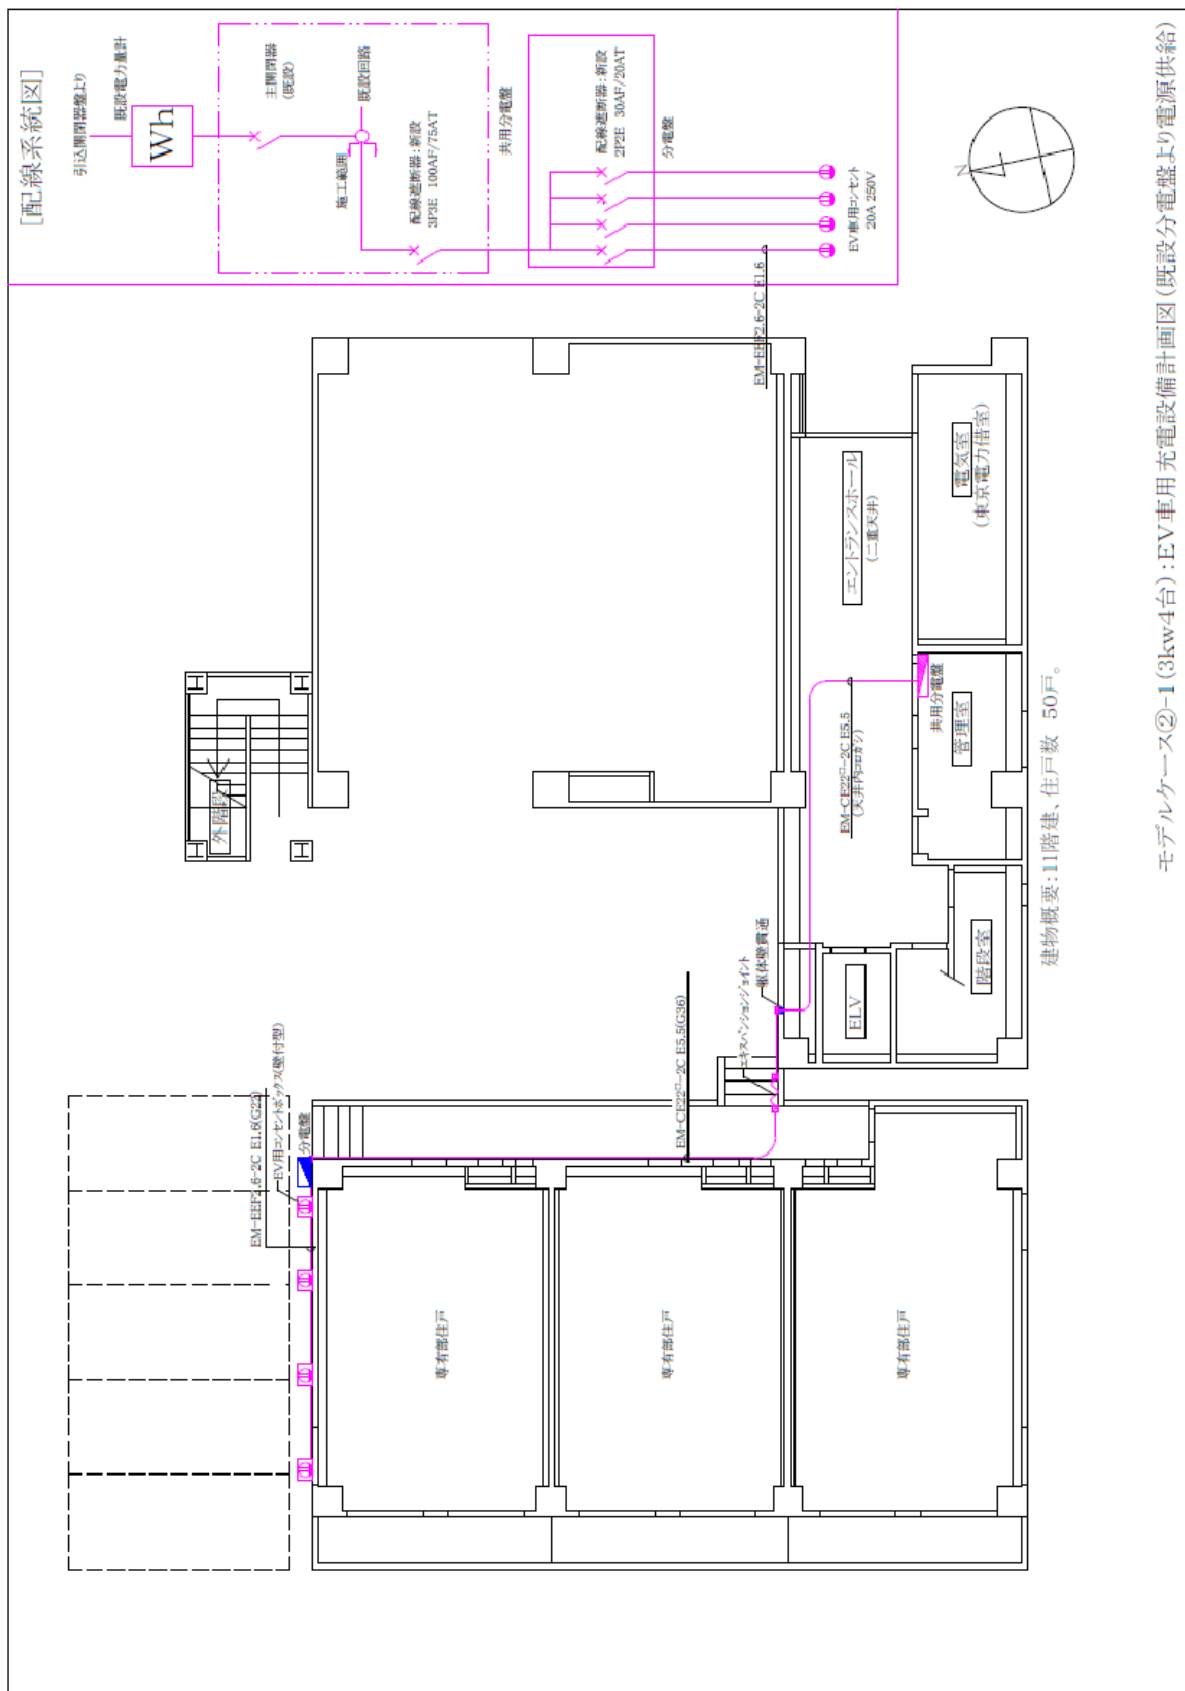 [配線系統図]
引込開閉器盤より
既設電力量計
Wh
主開閉器
(既設)
既設回路
施工範囲
配線遮断器:新設
3P3E 100AF/75AT
共用分電盤
配線遮断器:新設
2P2E 30AF/20AT
分電盤
EV車用コンセント
20A 250V
EM-EEF2.6-2C E1.6
N
外階段
エントランスホール
(二重天井)
電気室
(東京電力借室)
共用分電盤
管理室
EM-CE22□-2C E5.5
(天井内コロガシ)
階段室
ELV
躯体壁貫通
エキスパンションジョイント
EM-CE22□-2C E5.5(G36)
EM-EEF2.6-2C E1.6(G22)
EV用コンセントボックス(壁付型)
分電盤
専有部住戸
専有部住戸
専有部住戸
建物概要:11階建、住戸数 50戸。
モデルケース②-1(3kw4台):EV車用充電設備計画図(既設分電盤より電源供給)